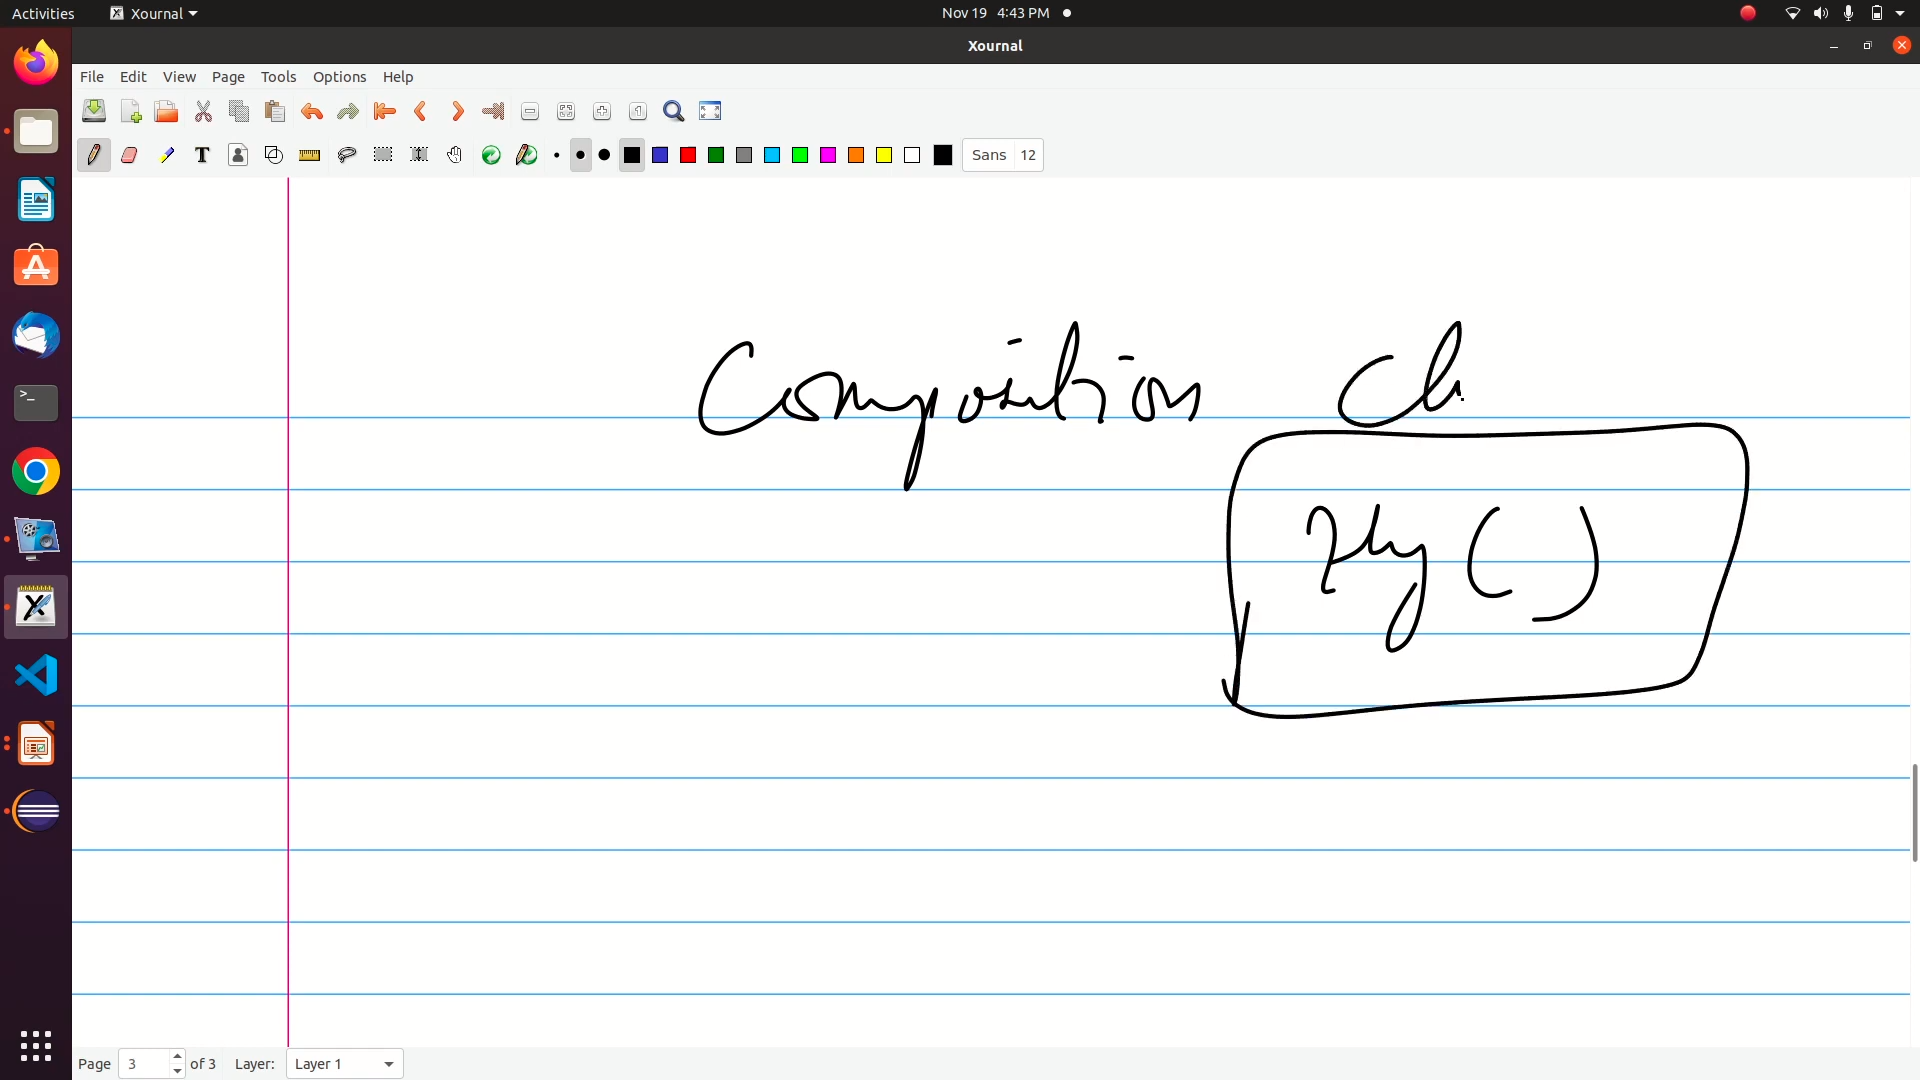 Activities Xournal Nov 19 4:43 PM
Xournal
File Edit View Page Tools Options Help
T Sans 12
Composition Cla
fly ( )
Page 3 of 3 Layer: Layer 1